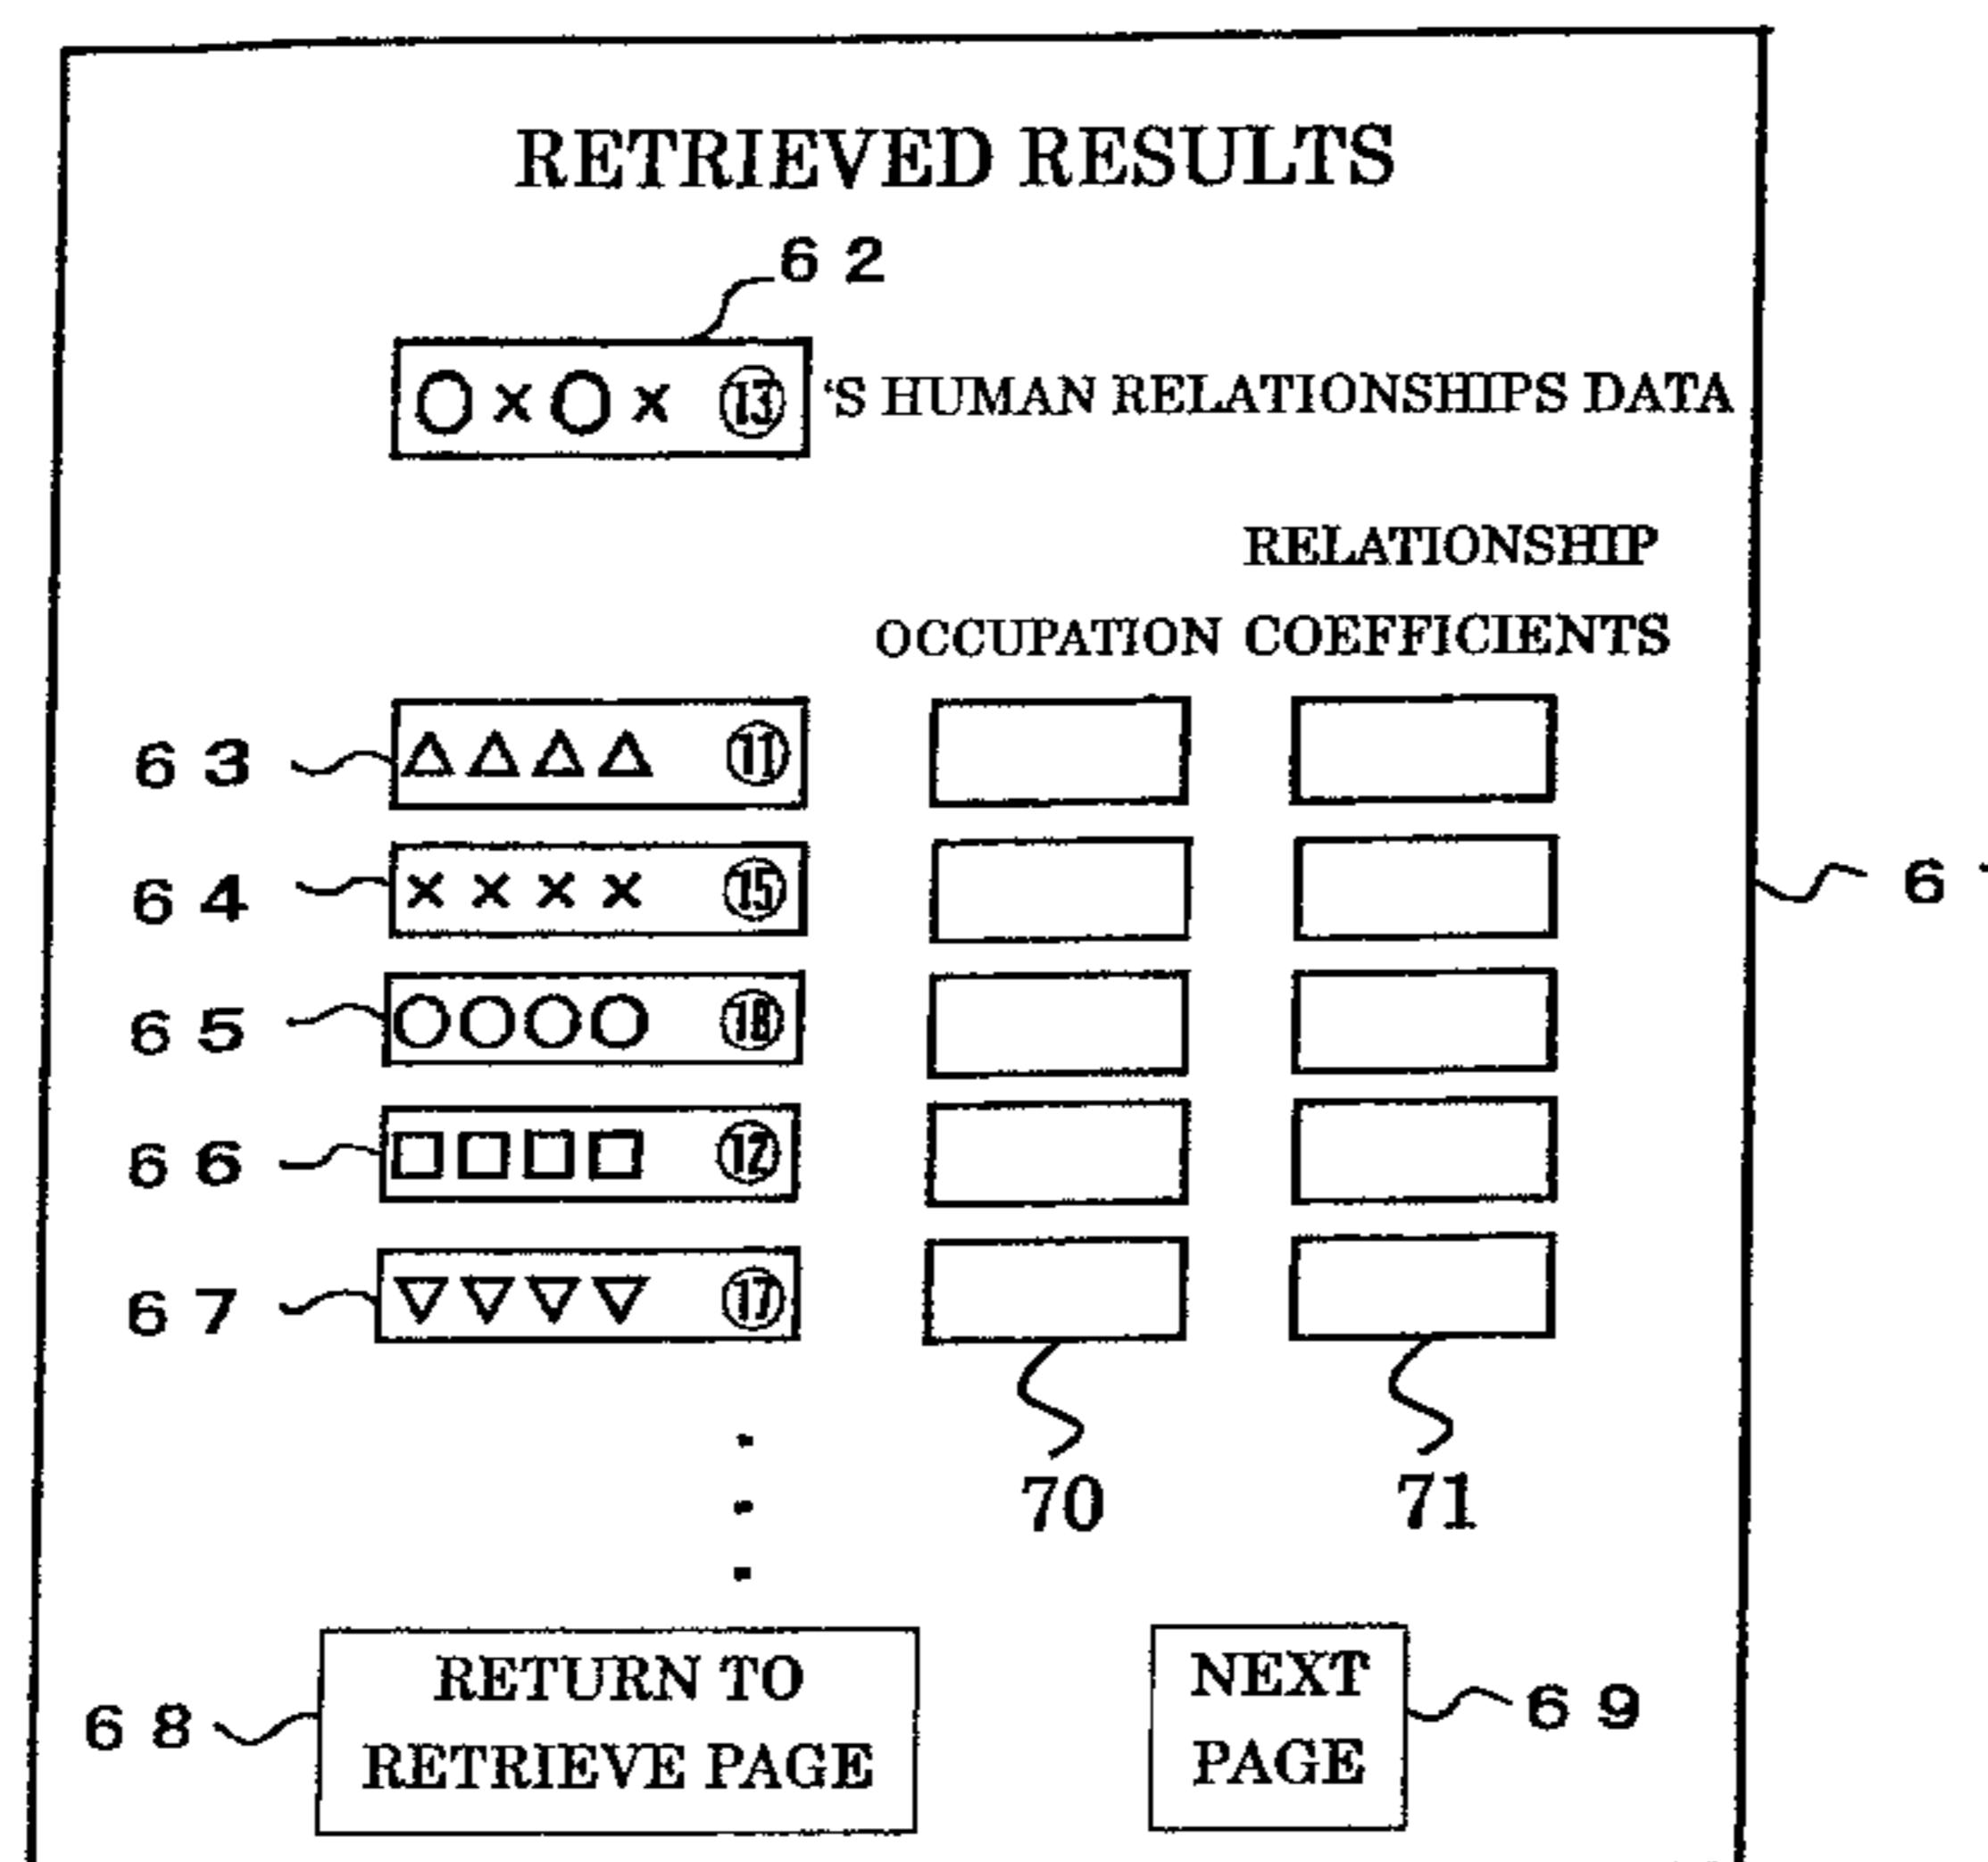 RETRIEVED RESULTS
62
○×○× ⑬ 'S HUMAN RELATIONSHIPS DATA
RELATIONSHIP
OCCUPATION COEFFICIENTS
63 △△△△ ⑪
64 ×××× ⑮
65 ○○○○ ⑱
66 □□□□ ⑫
67 ▽▽▽▽ ⑰
70 71
RETURN TO
RETRIEVE PAGE
68
NEXT
PAGE
69